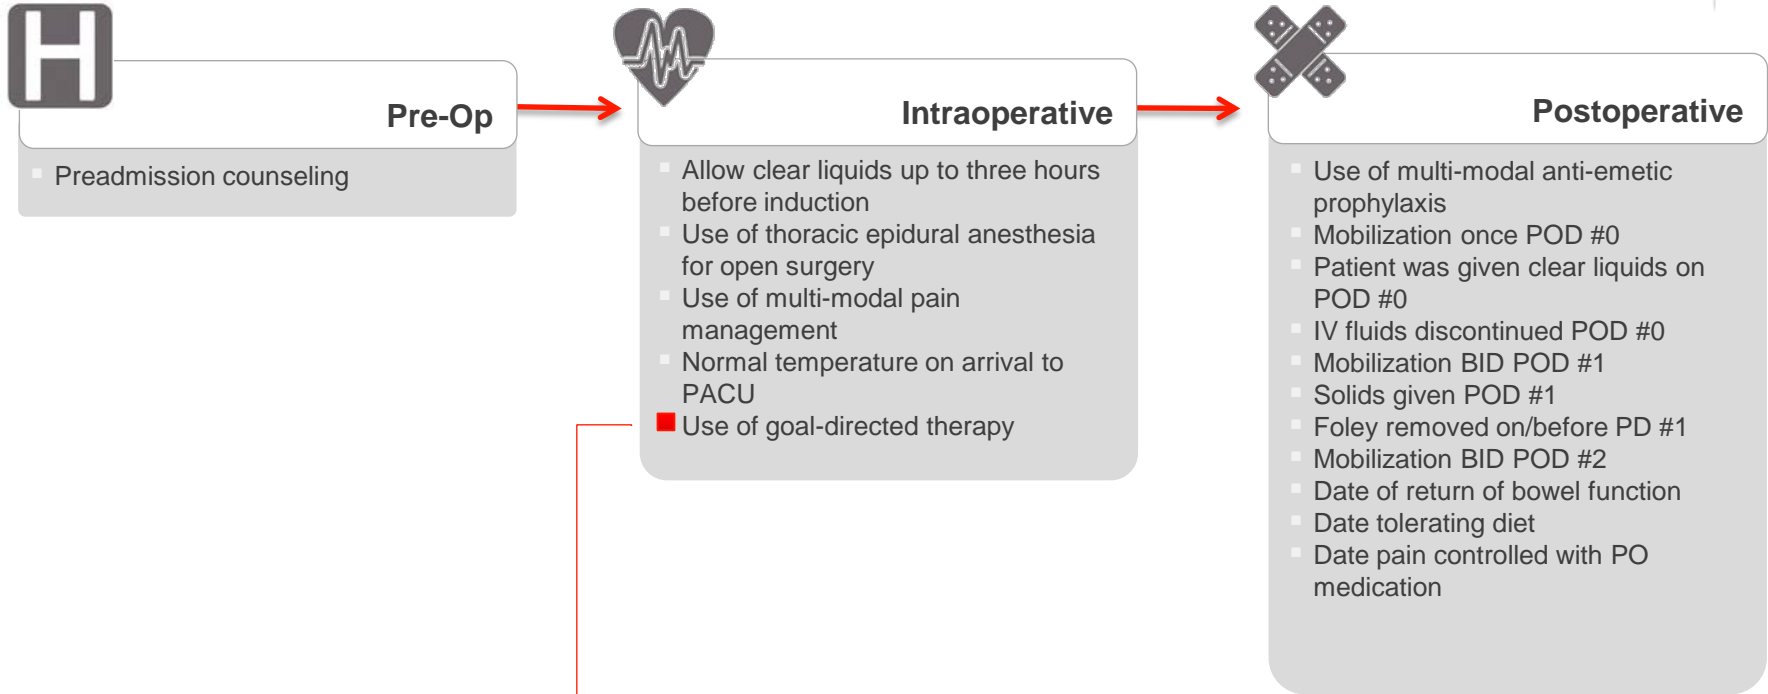 H
Pre-Op
Preadmission counseling
Intraoperative
Allow clear liquids up to three hours
before induction
Use of thoracic epidural anesthesia
for open surgery
Use of multi-modal pain
management
Normal temperature on arrival to
PACU
Use of goal-directed therapy
Postoperative
Use of multi-modal anti-emetic
prophylaxis
Mobilization once POD #0
Patient was given clear liquids on
POD #0
IV fluids discontinued POD #0
Mobilization BID POD #1
Solids given POD #1
Foley removed on/before PD #1
Mobilization BID POD #2
Date of return of bowel function
Date tolerating diet
Date pain controlled with PO
medication